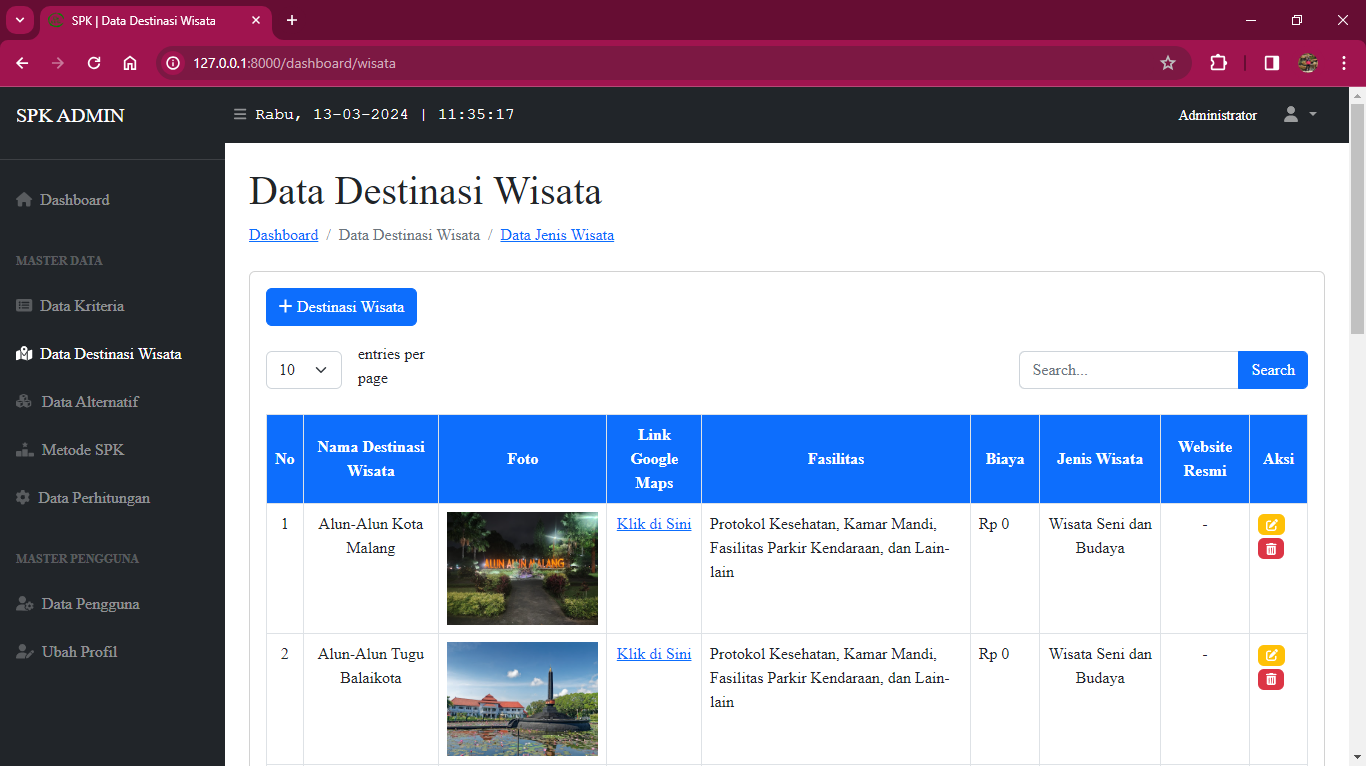 SPK | Data Destinasi Wisata
127.0.0.1:8000/dashboard/wisata
SPK ADMIN
Rabu, 13-03-2024 | 11:35:17
Administrator
Dashboard
MASTER DATA
Data Kriteria
Data Destinasi Wisata
Data Alternatif
Metode SPK
Data Perhitungan
MASTER PENGGUNA
Data Pengguna
Ubah Profil
Data Destinasi Wisata
Dashboard / Data Destinasi Wisata / Data Jenis Wisata
+ Destinasi Wisata
10
entries per
page
Search...
Search
No
Nama Destinasi
Wisata
Foto
Link
Google
Maps
Fasilitas
Biaya
Jenis Wisata
Website
Resmi
Aksi
1
Alun-Alun Kota
Malang
ALUN ALUN MALANG
Klik di Sini
Protokol Kesehatan, Kamar Mandi,
Fasilitas Parkir Kendaraan, dan Lain-
lain
Rp 0
Wisata Seni dan
Budaya
-
2
Alun-Alun Tugu
Balaikota
Klik di Sini
Protokol Kesehatan, Kamar Mandi,
Fasilitas Parkir Kendaraan, dan Lain-
lain
Rp 0
Wisata Seni dan
Budaya
-